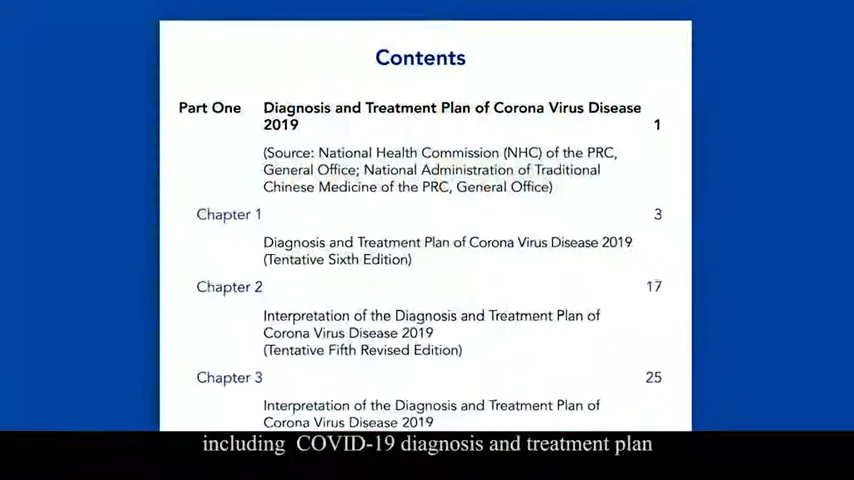 Contents
Part One Diagnosis and Treatment Plan of Corona Virus Disease
2019 1
(Source: National Health Commission (NHC) of the PRC,
General Office; National Administration of Traditional
Chinese Medicine of the PRC, General Office)
Chapter 1 3
Diagnosis and Treatment Plan of Corona Virus Disease 2019
(Tentative Sixth Edition)
Chapter 2 17
Interpretation of the Diagnosis and Treatment Plan of
Corona Virus Disease 2019
(Tentative Fifth Revised Edition)
Chapter 3 25
Interpretation of the Diagnosis and Treatment Plan of
Corona Virus Disease 2019
including COVID-19 diagnosis and treatment plan